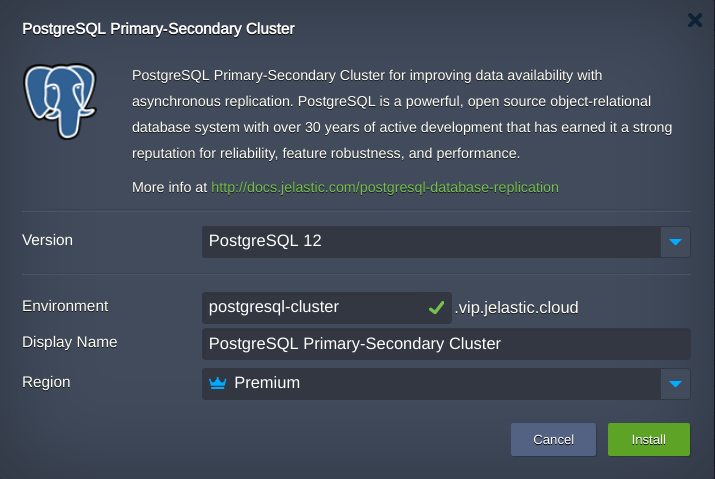 PostgreSQL Primary-Secondary Cluster
PostgreSQL Primary-Secondary Cluster for improving data availability with
asynchronous replication. PostgreSQL is a powerful, open source object-relational
database system with over 30 years of active development that has earned it a strong
reputation for reliability, feature robustness, and performance.
More info at http://docs.jelastic.com/postgresql-database-replication
Version PostgreSQL 12
Environment postgresql-cluster .vip.jelastic.cloud
Display Name PostgreSQL Primary-Secondary Cluster
Region Premium
Cancel Install